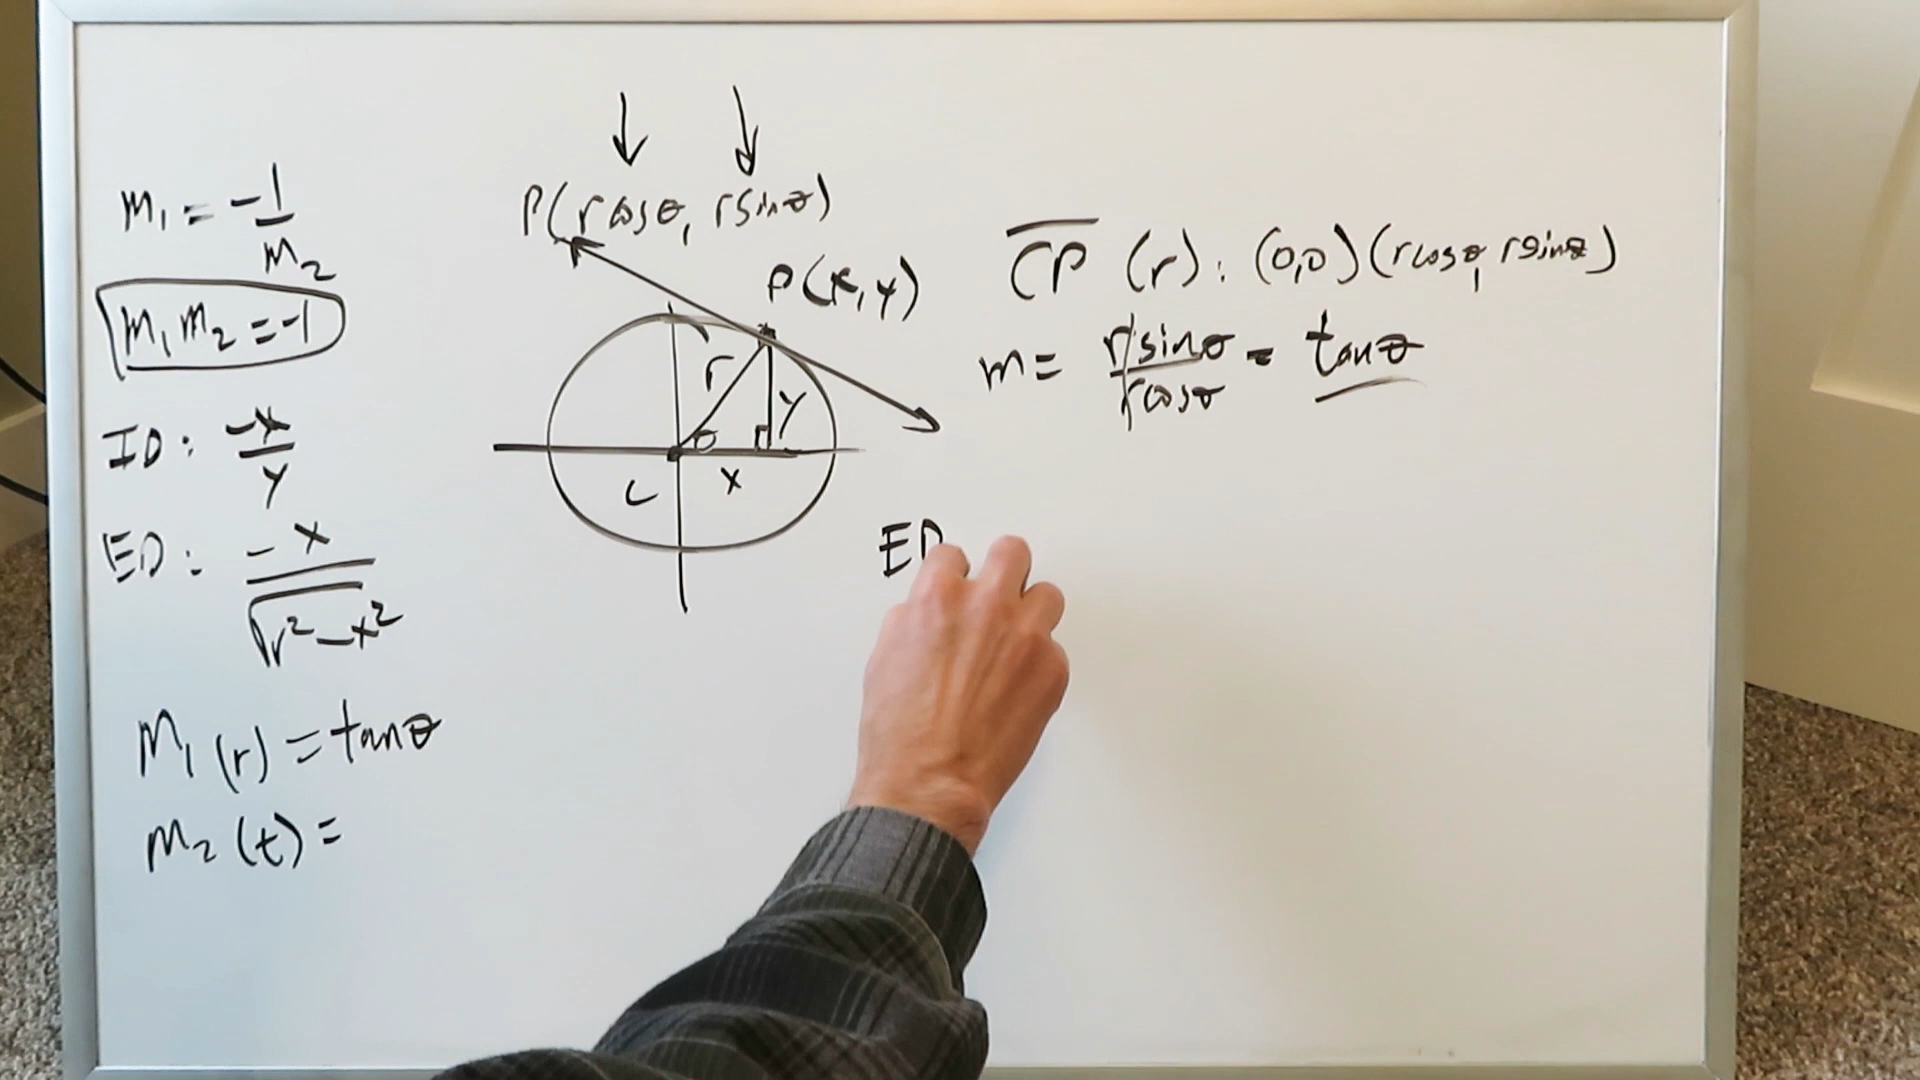 m₁ = -1/m₂
m₁m₂ = -1
ID: -x/y
ED: -x/√r²-x²
m₁(r) = tanθ
m₂(t) =
P(rcosθ, rsinθ)
P(x,y)
r
y
θ
x
C
CP (r): (0,0)(rcosθ, rsinθ)
m = rsinθ/rcosθ = tanθ
ED